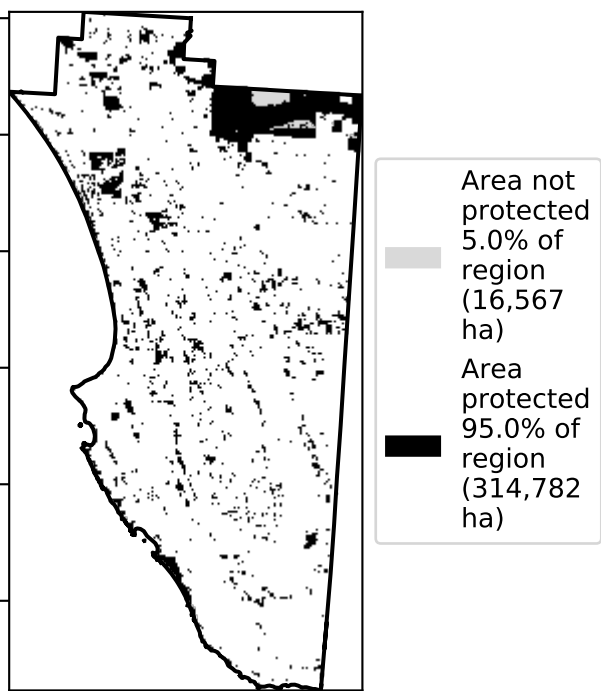 Area not
protected
5.0% of
region
(16,567
ha)
Area
protected
95.0% of
region
(314,782
ha)